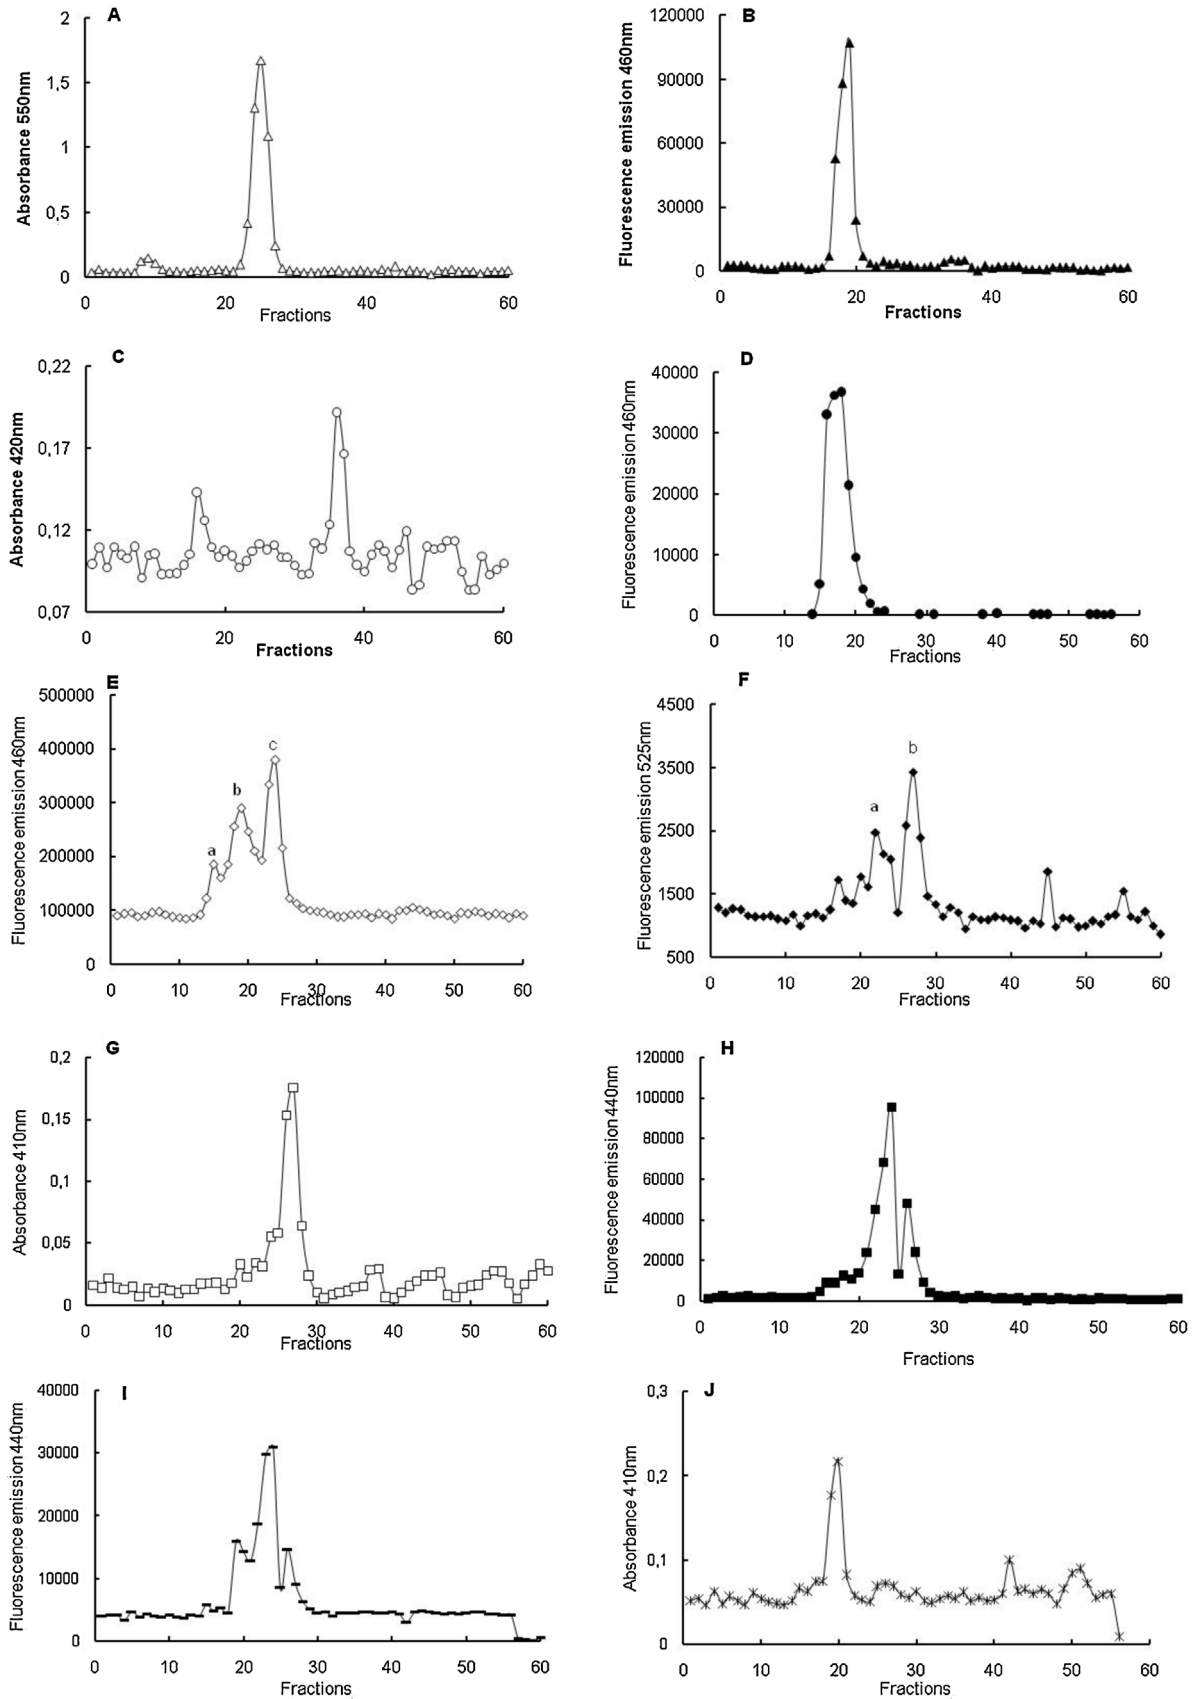 A
Absorbance 550nm
2
1,5
1
0,5
0
0 20 40 60
Fractions
B
Fluorescence emission 460nm
120000
90000
60000
30000
0
0 20 40 60
Fractions
C
Absorbance 420nm
0,22
0,17
0,12
0,07
0 20 40 60
Fractions
D
Fluorescence emission 460nm
40000
30000
20000
10000
0
0 10 20 30 40 50 60
Fractions
E
Fluorescence emission 460nm
500000
400000
300000
200000
100000
0
a
b
c
0 10 20 30 40 50 60
Fractions
F
Fluorescence emission 525nm
4500
3500
2500
1500
500
a
b
0 10 20 30 40 50 60
Fractions
G
Absorbance 410nm
0,2
0,15
0,1
0,05
0
0 10 20 30 40 50 60
Fractions
H
Fluorescence emission 440nm
120000
100000
80000
60000
40000
20000
0
0 10 20 30 40 50 60
Fractions
I
Fluorescence emission 440nm
40000
30000
20000
10000
0
0 10 20 30 40 50 60
Fractions
J
Absorbance 410nm
0,3
0,2
0,1
0
0 10 20 30 40 50 60
Fractions